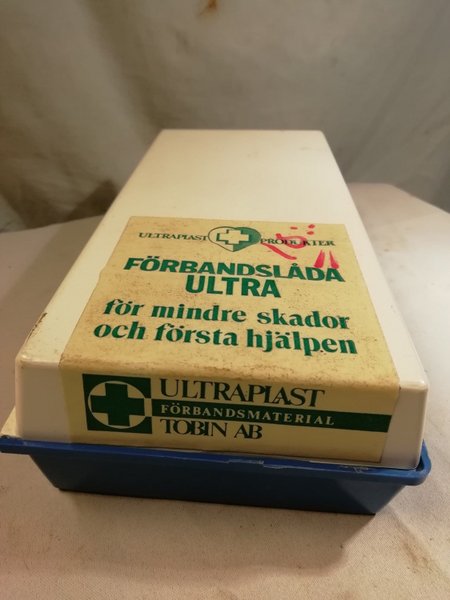 ULTRAPLAST PRODUKTER
FÖRBANDSLÅDA
ULTRA
för mindre skador
och första hjälpen
ULTRAPLAST
FÖRBANDSMATERIAL
TOBIN AB